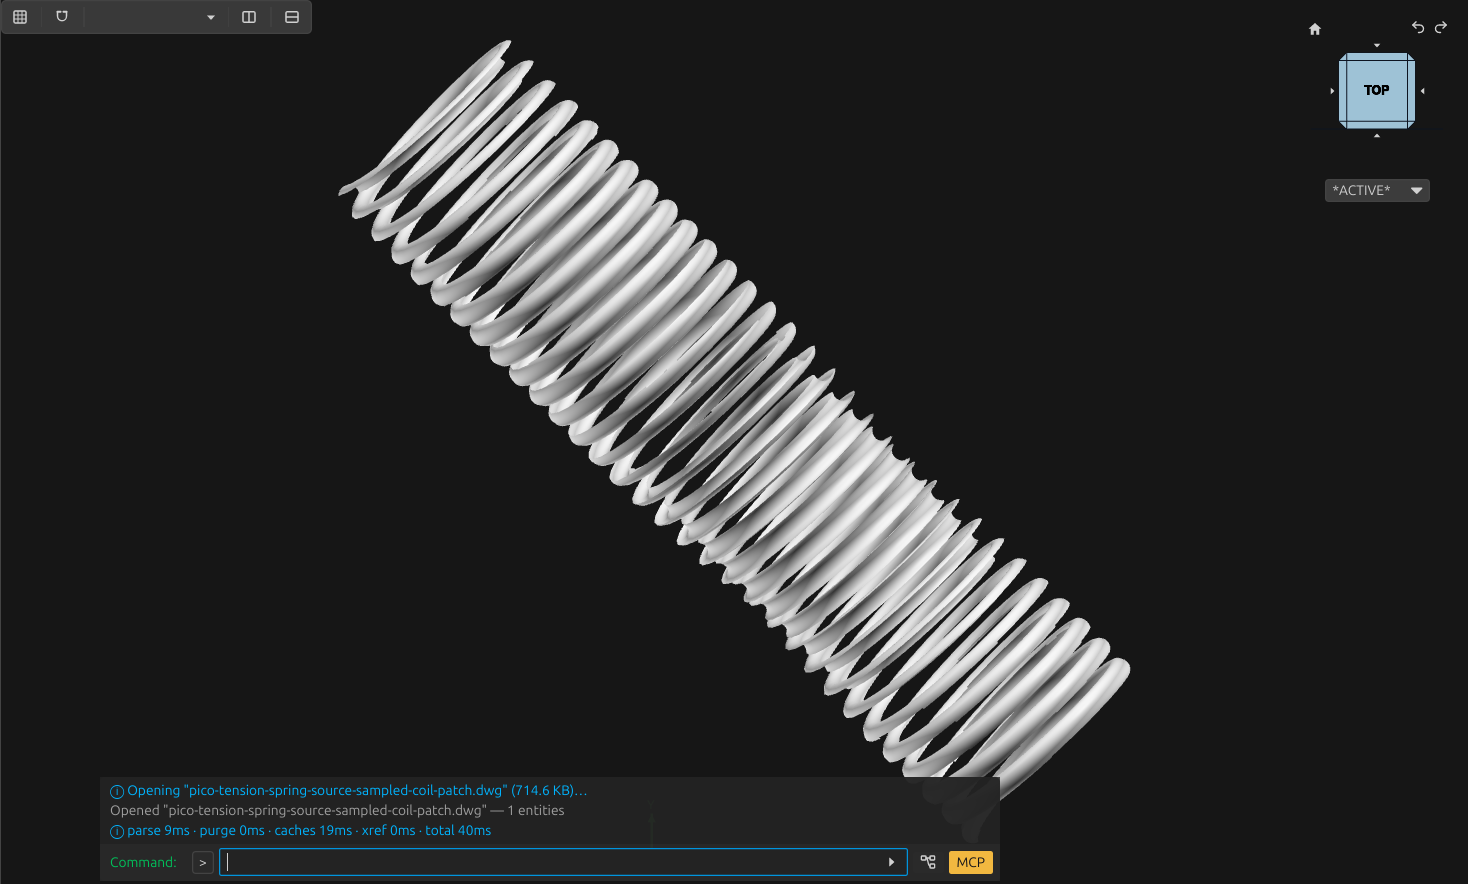 TOP
*ACTIVE*
Opening "pico-tension-spring-source-sampled-coil-patch.dwg" (714.6 KB)…
Opened "pico-tension-spring-source-sampled-coil-patch.dwg" — 1 entities
parse 9ms · purge 0ms · caches 19ms · xref 0ms · total 40ms
Command: > MCP